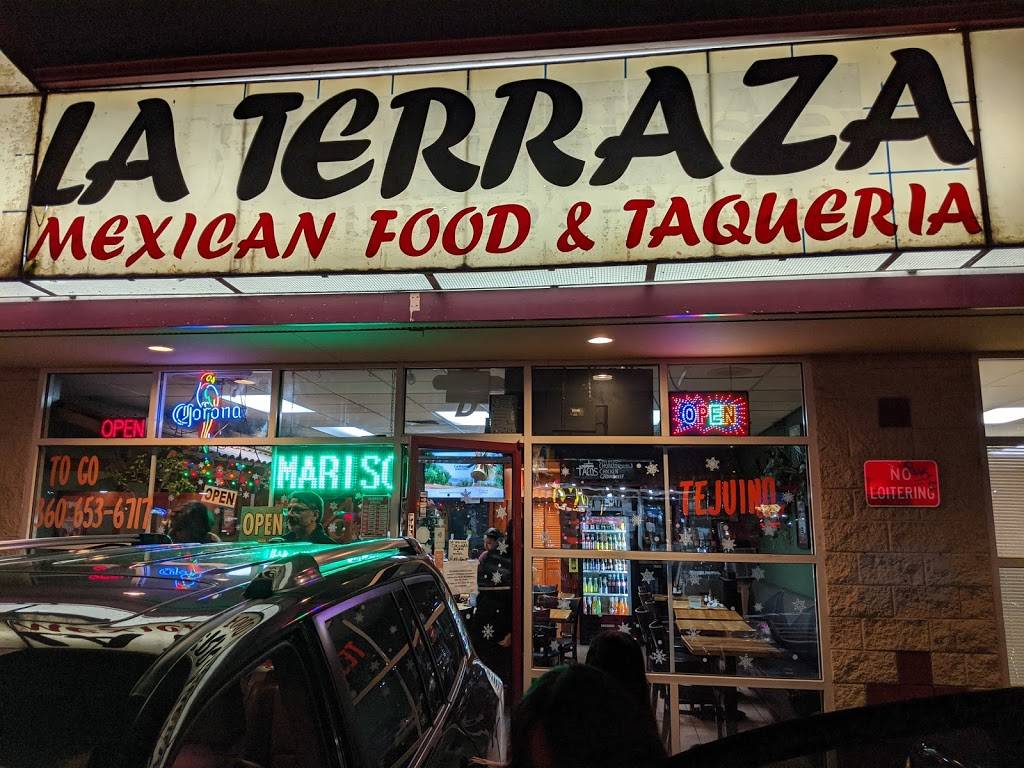 LA TERRAZA
MEXICAN FOOD & TAQUERIA
OPEN
Corona
OPEN
TO GO
360-653-6717
OPEN
OPEN
MARISC
TACOS
TEJUINO
NO
LOITERING